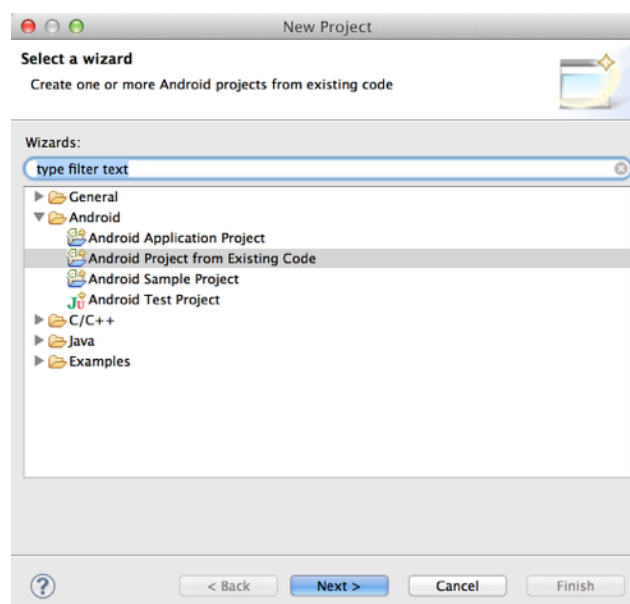 New Project
Select a wizard
Create one or more Android projects from existing code
Wizards:
type filter text
General
Android
Android Application Project
Android Project from Existing Code
Android Sample Project
Android Test Project
C/C++
Java
Examples
? < Back Next > Cancel Finish